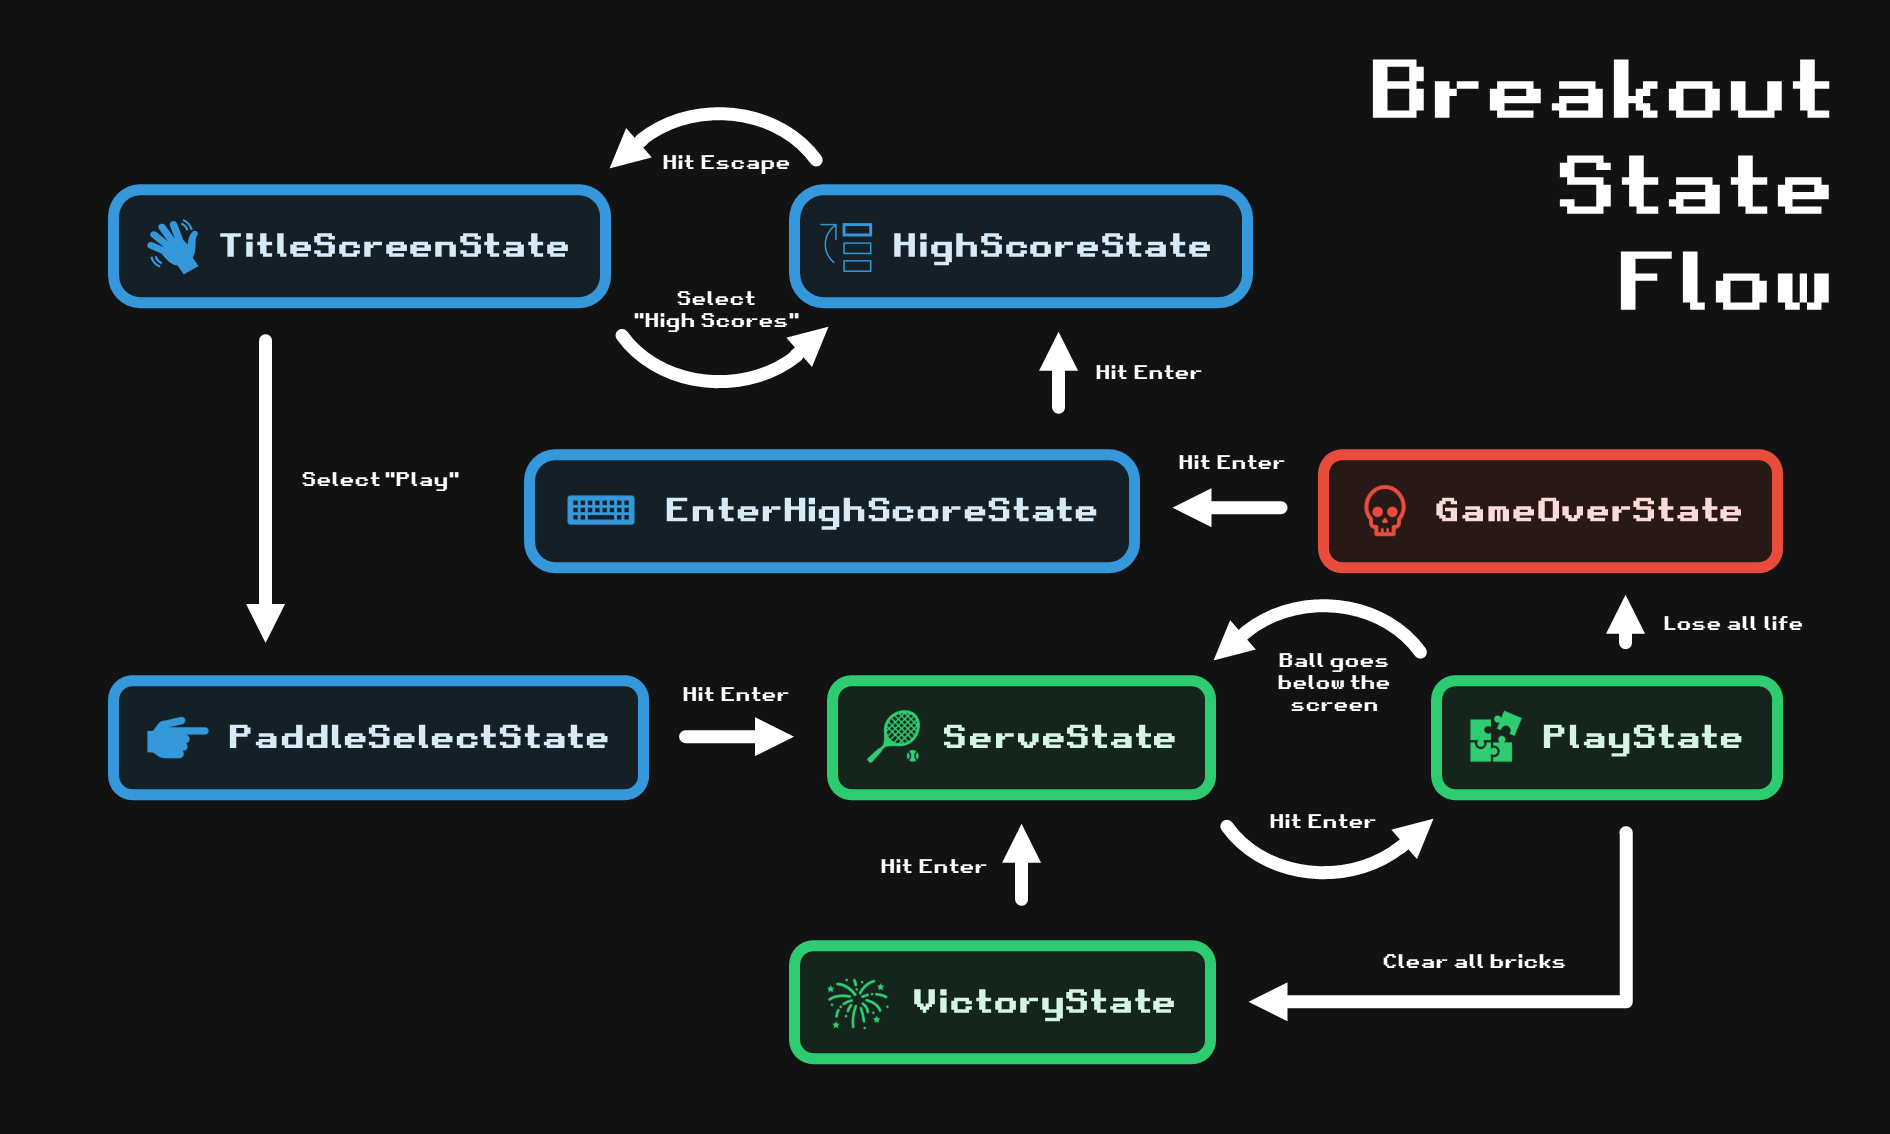 Breakout
State
Flow
Hit Escape
TitleScreenState
HighScoreState
Select
"High Scores"
Hit Enter
Select "Play"
Hit Enter
EnterHighScoreState
GameOverState
Lose all life
Ball goes
below the
screen
Hit Enter
PaddleSelectState
ServeState
PlayState
Hit Enter
Hit Enter
Clear all bricks
VictoryState